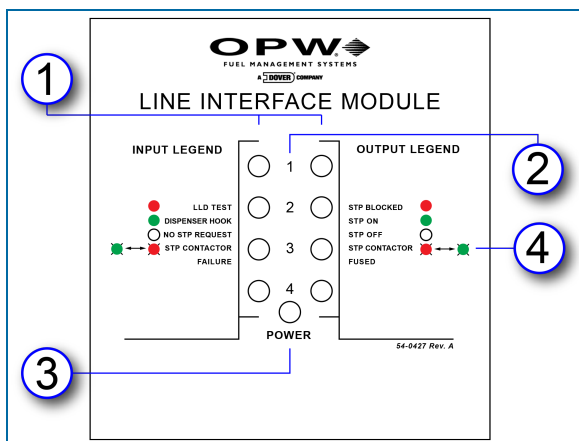 OPW
FUEL MANAGEMENT SYSTEMS
A DOVER COMPANY
LINE INTERFACE MODULE
1
2
3
4
INPUT LEGEND
LLD TEST
DISPENSER HOOK
NO STP REQUEST
STP CONTACTOR
FAILURE
1
2
3
4
POWER
OUTPUT LEGEND
STP BLOCKED
STP ON
STP OFF
STP CONTACTOR
FUSED
54-0427 Rev. A